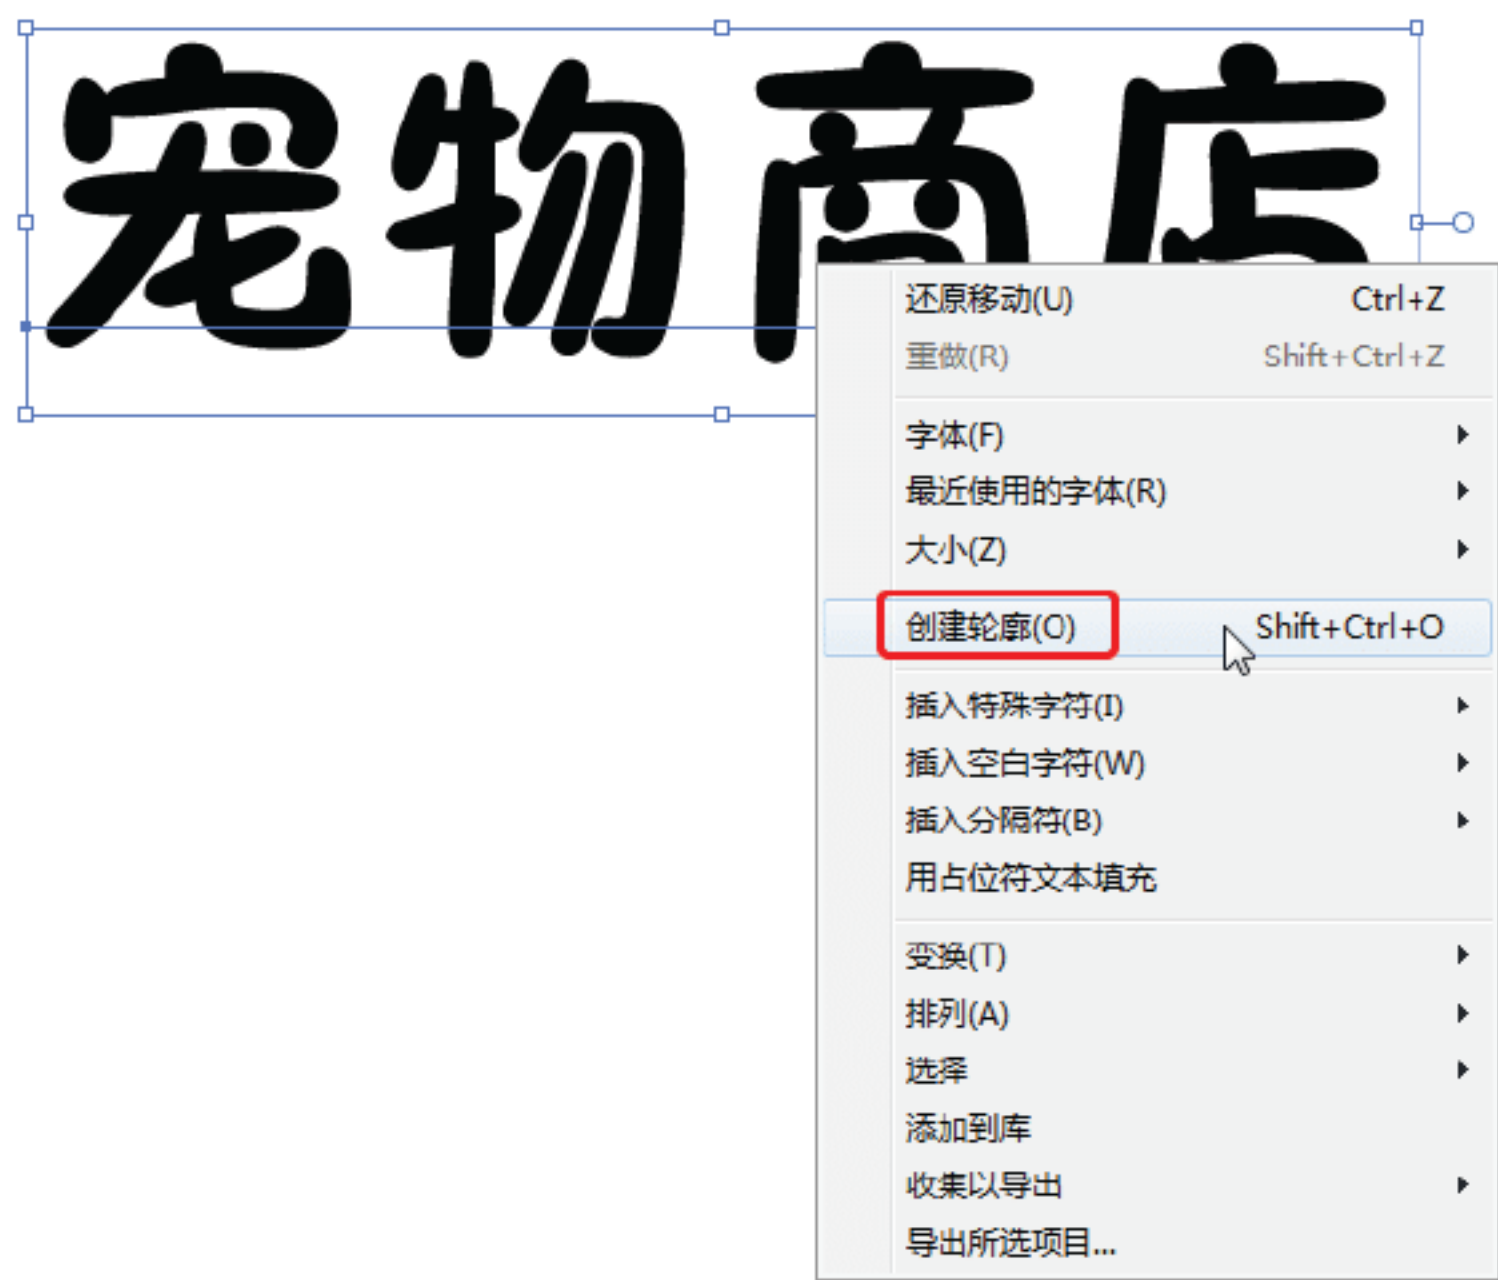 宠物商店
还原移动(U) Ctrl+Z
重做(R) Shift+Ctrl+Z
字体(F)
最近使用的字体(R)
大小(Z)
创建轮廓(O) Shift+Ctrl+O
插入特殊字符(I)
插入空白字符(W)
插入分隔符(B)
用占位符文本填充
变换(T)
排列(A)
选择
添加到库
收集以导出
导出所选项目...